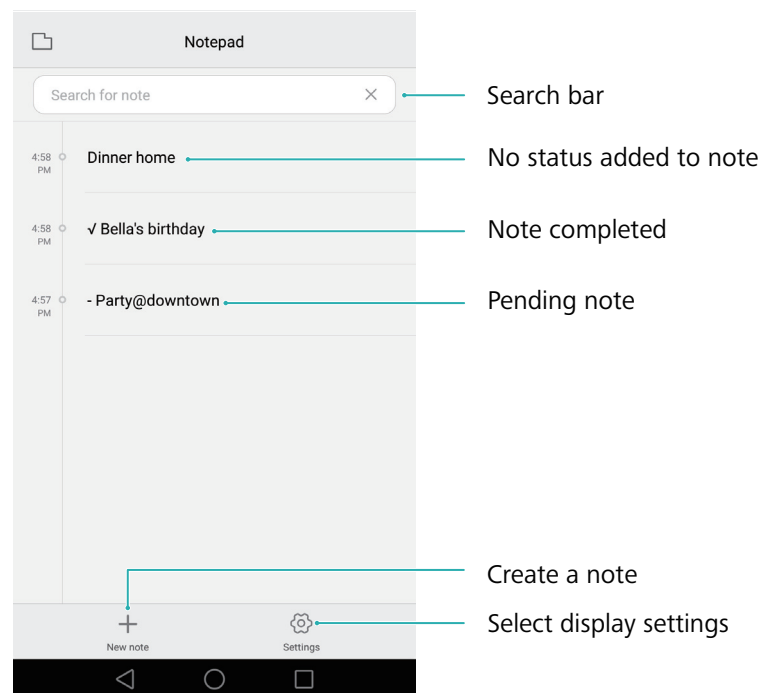 Notepad
Search for note
Search bar
4:58 PM
Dinner home
No status added to note
4:58 PM
√ Bella's birthday
Note completed
4:57 PM
- Party@downtown
Pending note
Create a note
New note
Settings
Select display settings